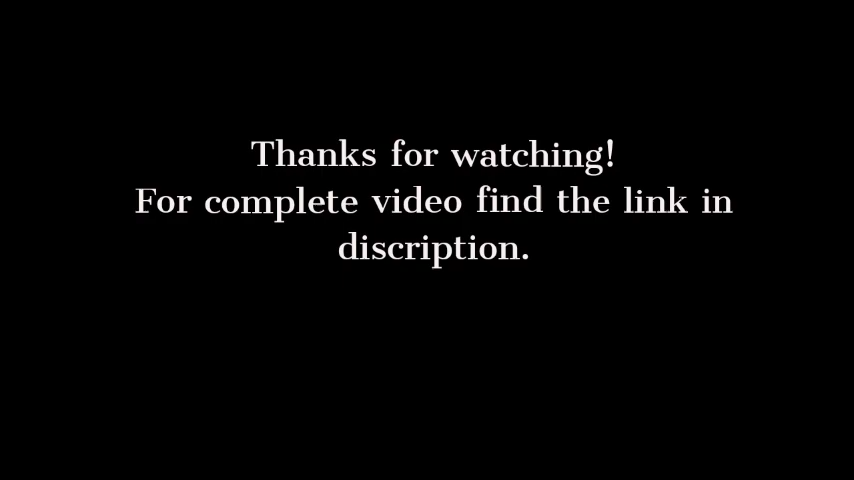 Thanks for watching!
For complete video find the link in
discription.